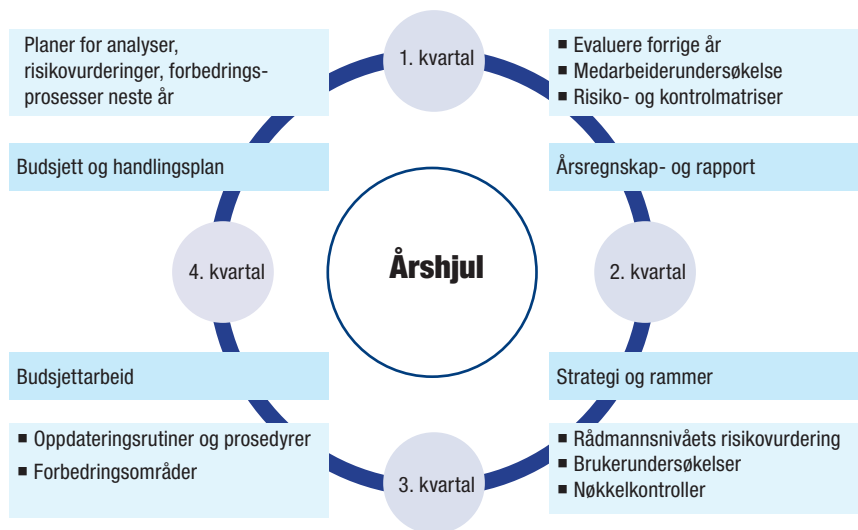 Planer for analyser,
risikovurderinger, forbedrings-
prosesser neste år
Budsjett og handlingsplan
1. kvartal
▪ Evaluere forrige år
▪ Medarbeiderundersøkelse
▪ Risiko- og kontrolmatriser
Årsregnskap- og rapport
4. kvartal
Årshjul
2. kvartal
Budsjettarbeid
▪ Oppdateringsrutiner og prosedyrer
▪ Forbedringsområder
3. kvartal
Strategi og rammer
▪ Rådmannsnivåets risikovurdering
▪ Brukerundersøkelser
▪ Nøkkelkontroller